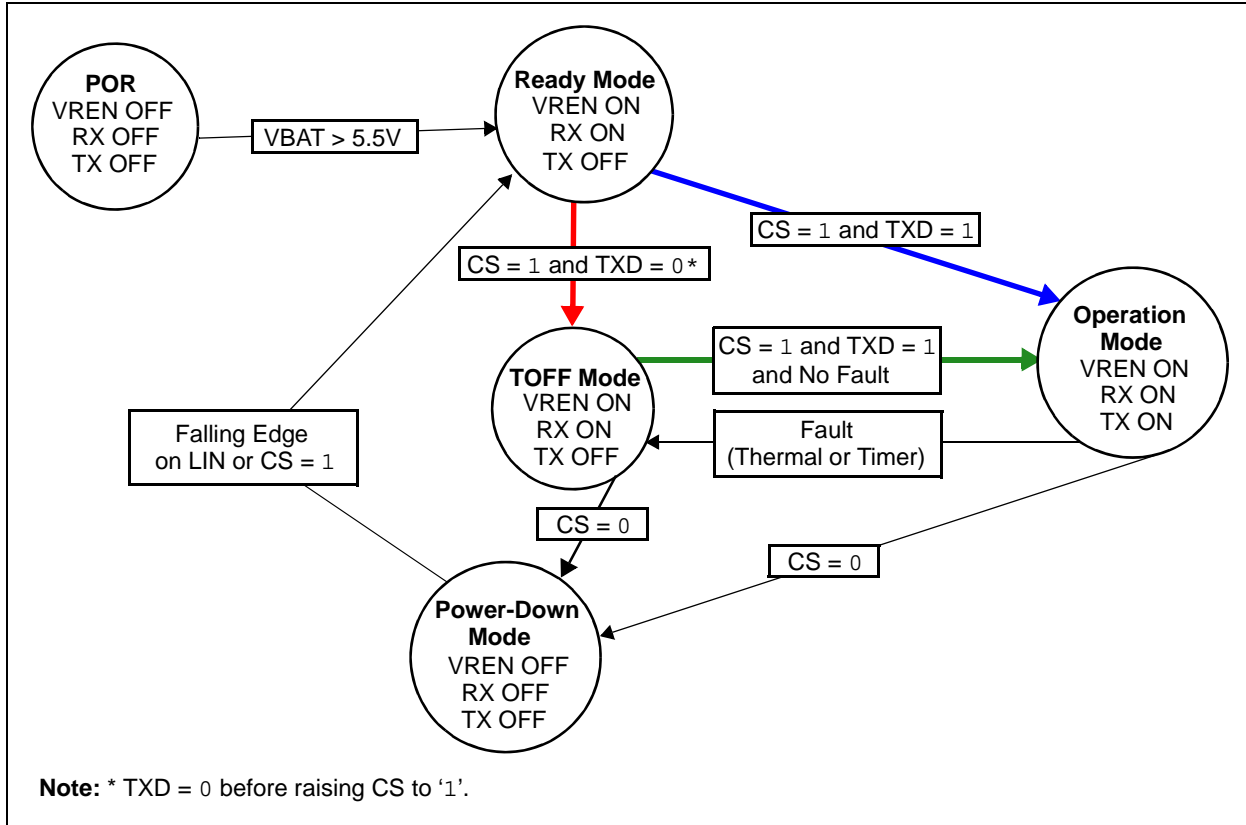 POR
VREN OFF
RX OFF
TX OFF
VBAT > 5.5V
Ready Mode
VREN ON
RX ON
TX OFF
CS = 1 and TXD = 1
CS = 1 and TXD = 0*
Operation
Mode
VREN ON
RX ON
TX ON
CS = 1 and TXD = 1
and No Fault
TOFF Mode
VREN ON
RX ON
TX OFF
Fault
(Thermal or Timer)
Falling Edge
on LIN or CS = 1
CS = 0
CS = 0
Power-Down
Mode
VREN OFF
RX OFF
TX OFF
Note: * TXD = 0 before raising CS to ‘1’.